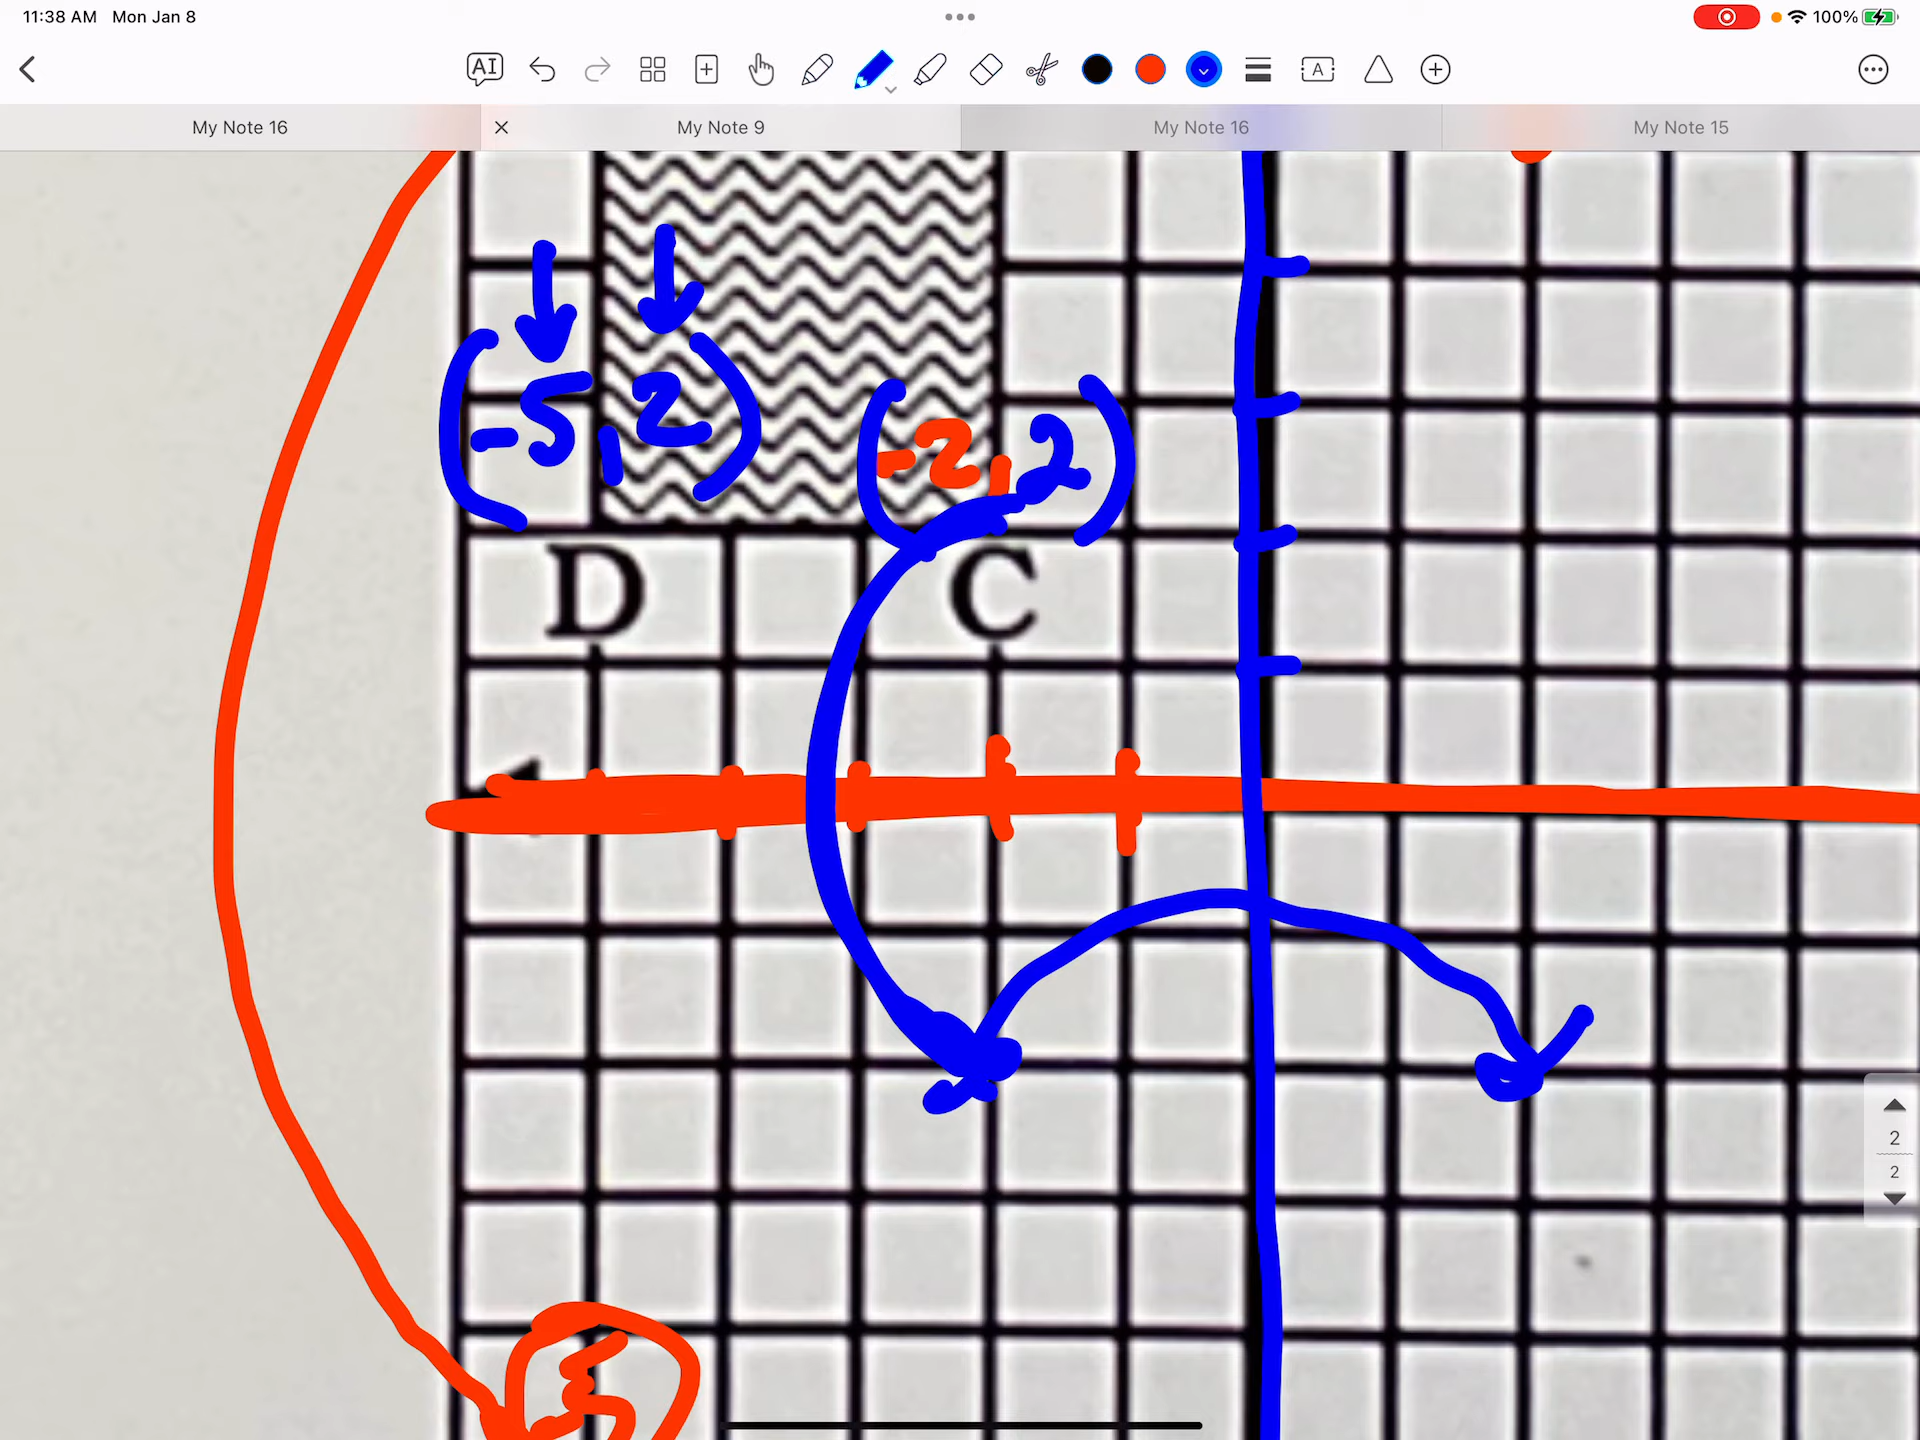 11:38 AM Mon Jan 8
100%
AI
A
My Note 16
My Note 9
My Note 16
My Note 15
(-5,2)
(-2,2)
D
C
2
2